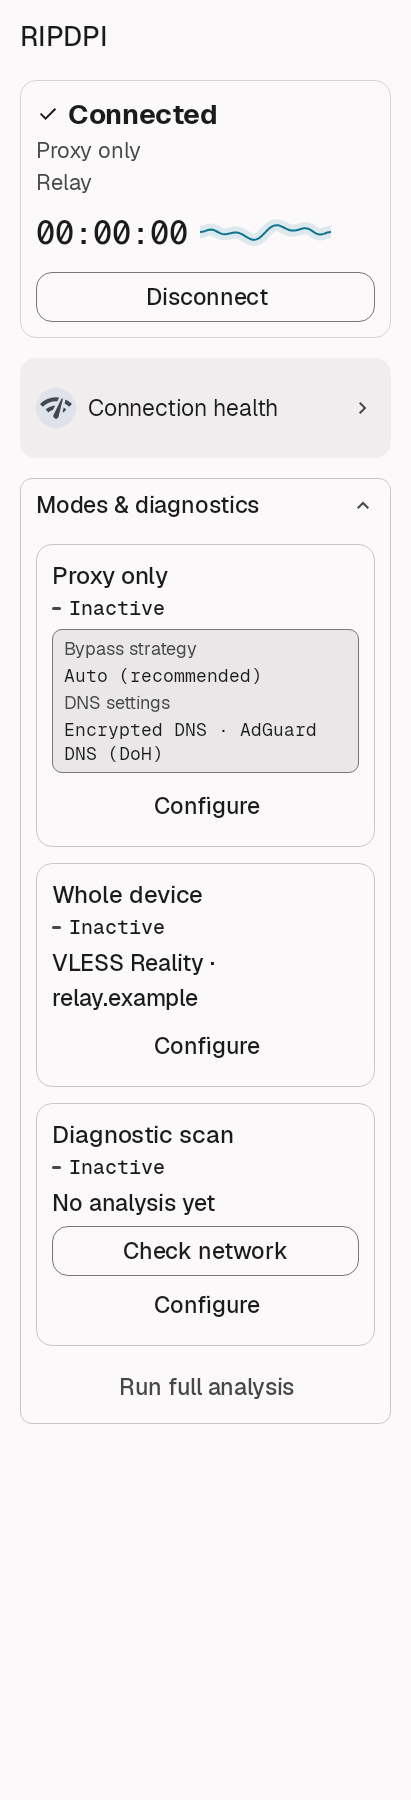 RIPDPI
Connected
Proxy only
Relay
00:00:00
Disconnect
Connection health
Modes & diagnostics
Proxy only
– Inactive
Bypass strategy
Auto (recommended)
DNS settings
Encrypted DNS · AdGuard
DNS (DoH)
Configure
Whole device
– Inactive
VLESS Reality ·
relay.example
Configure
Diagnostic scan
– Inactive
No analysis yet
Check network
Configure
Run full analysis